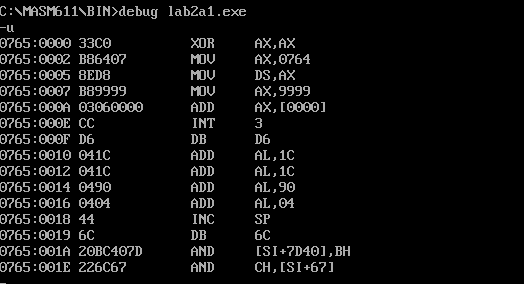 C:\MASM611\BIN>debug lab2a1.exe
-u
0765:0000 33C0          XOR     AX,AX
0765:0002 B86407        MOV     AX,0764
0765:0005 8ED8          MOV     DS,AX
0765:0007 B89999        MOV     AX,9999
0765:000A 03060000      ADD     AX,[0000]
0765:000E CC            INT     3
0765:000F D6            DB      D6
0765:0010 041C          ADD     AL,1C
0765:0012 041C          ADD     AL,1C
0765:0014 0490          ADD     AL,90
0765:0016 0404          ADD     AL,04
0765:0018 44            INC     SP
0765:0019 6C            DB      6C
0765:001A 20BC407D      AND     [SI+7D40],BH
0765:001E 226C67        AND     CH,[SI+67]